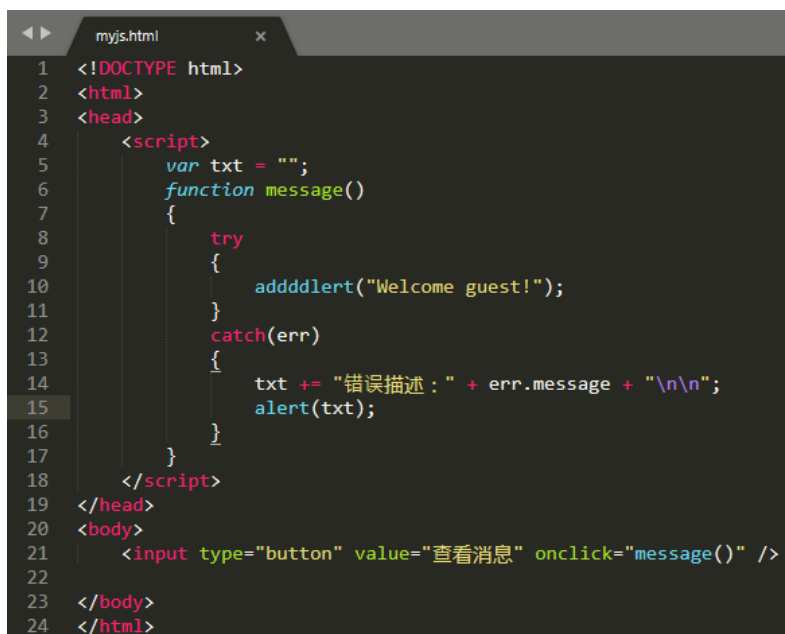 myjs.html ×
1 <!DOCTYPE html>
2 <html>
3 <head>
4     <script>
5         var txt = "";
6         function message()
7         {
8             try
9             {
10                 addddlert("Welcome guest!");
11             }
12             catch(err)
13             {
14                 txt += "错误描述：" + err.message + "\n\n";
15                 alert(txt);
16             }
17         }
18     </script>
19 </head>
20 <body>
21     <input type="button" value="查看消息" onclick="message()" />
22
23 </body>
24 </html>